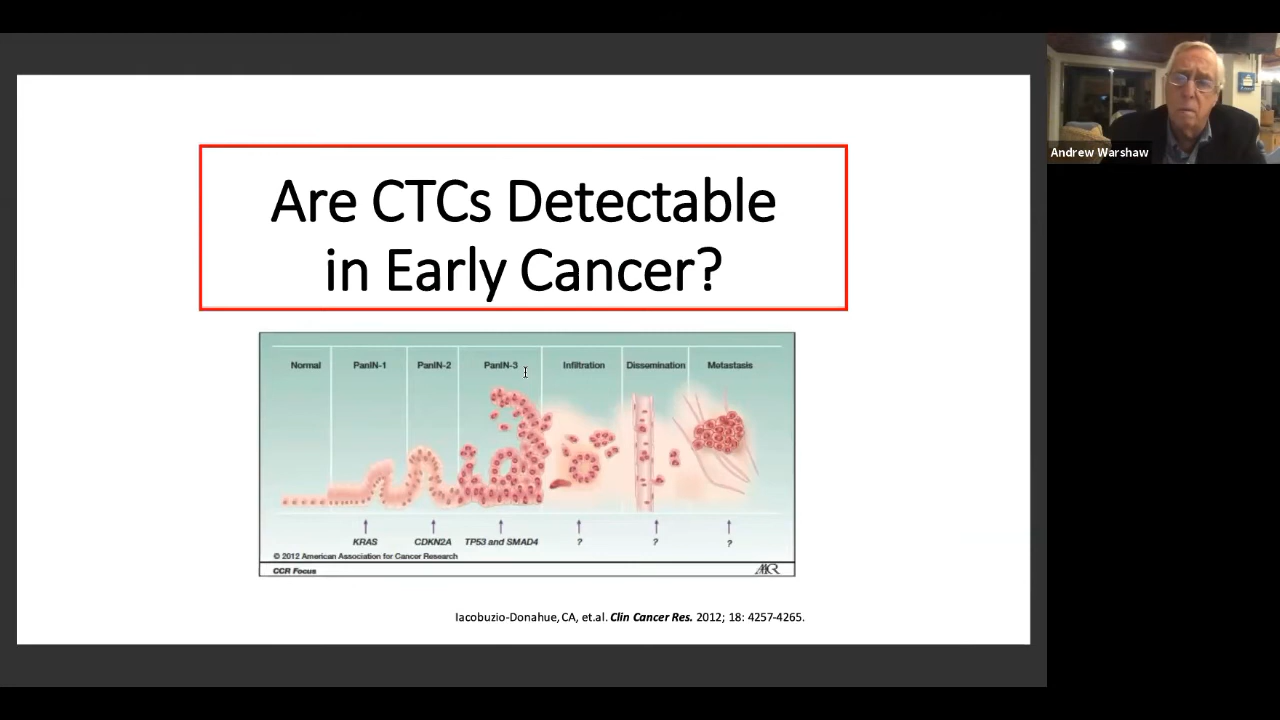 Are CTCs Detectable
in Early Cancer?
Normal PanIN-1 PanIN-2 PanIN-3 Infiltration Dissemination Metastasis
KRAS CDKN2A TP53 and SMAD4 ? ? ?
© 2012 American Association for Cancer Research
CCR Focus
Iacobuzio-Donahue, CA, et.al. Clin Cancer Res. 2012; 18: 4257-4265.
Andrew Warshaw